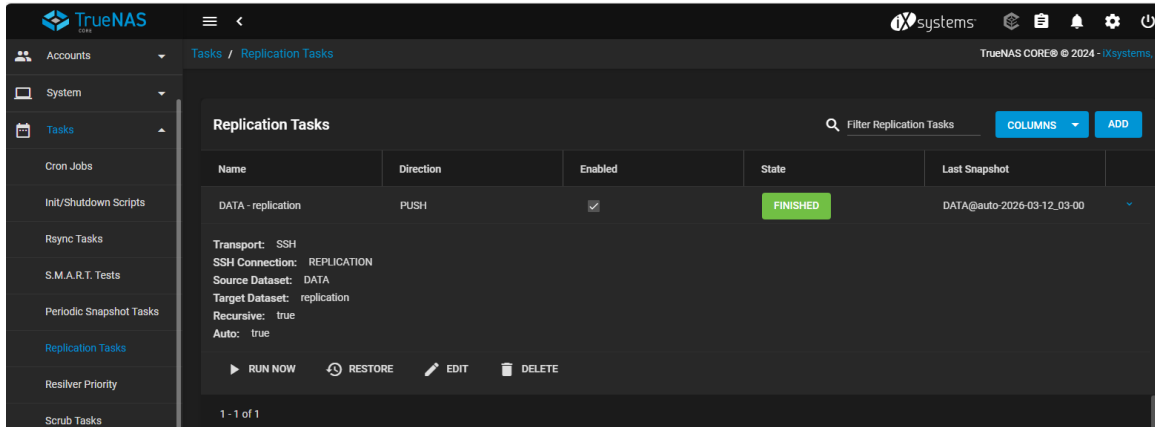 TrueNAS
CORE
iXsystems
Accounts
Tasks / Replication Tasks
TrueNAS CORE® © 2024 - iXsystems,
System
Tasks
Replication Tasks
Filter Replication Tasks
COLUMNS
ADD
Cron Jobs
Name Direction Enabled State Last Snapshot
Init/Shutdown Scripts
DATA - replication PUSH FINISHED DATA@auto-2026-03-12_03-00
Rsync Tasks
Transport: SSH
SSH Connection: REPLICATION
S.M.A.R.T. Tests
Source Dataset: DATA
Target Dataset: replication
Periodic Snapshot Tasks
Recursive: true
Auto: true
Replication Tasks
RUN NOW RESTORE EDIT DELETE
Resilver Priority
1 - 1 of 1
Scrub Tasks